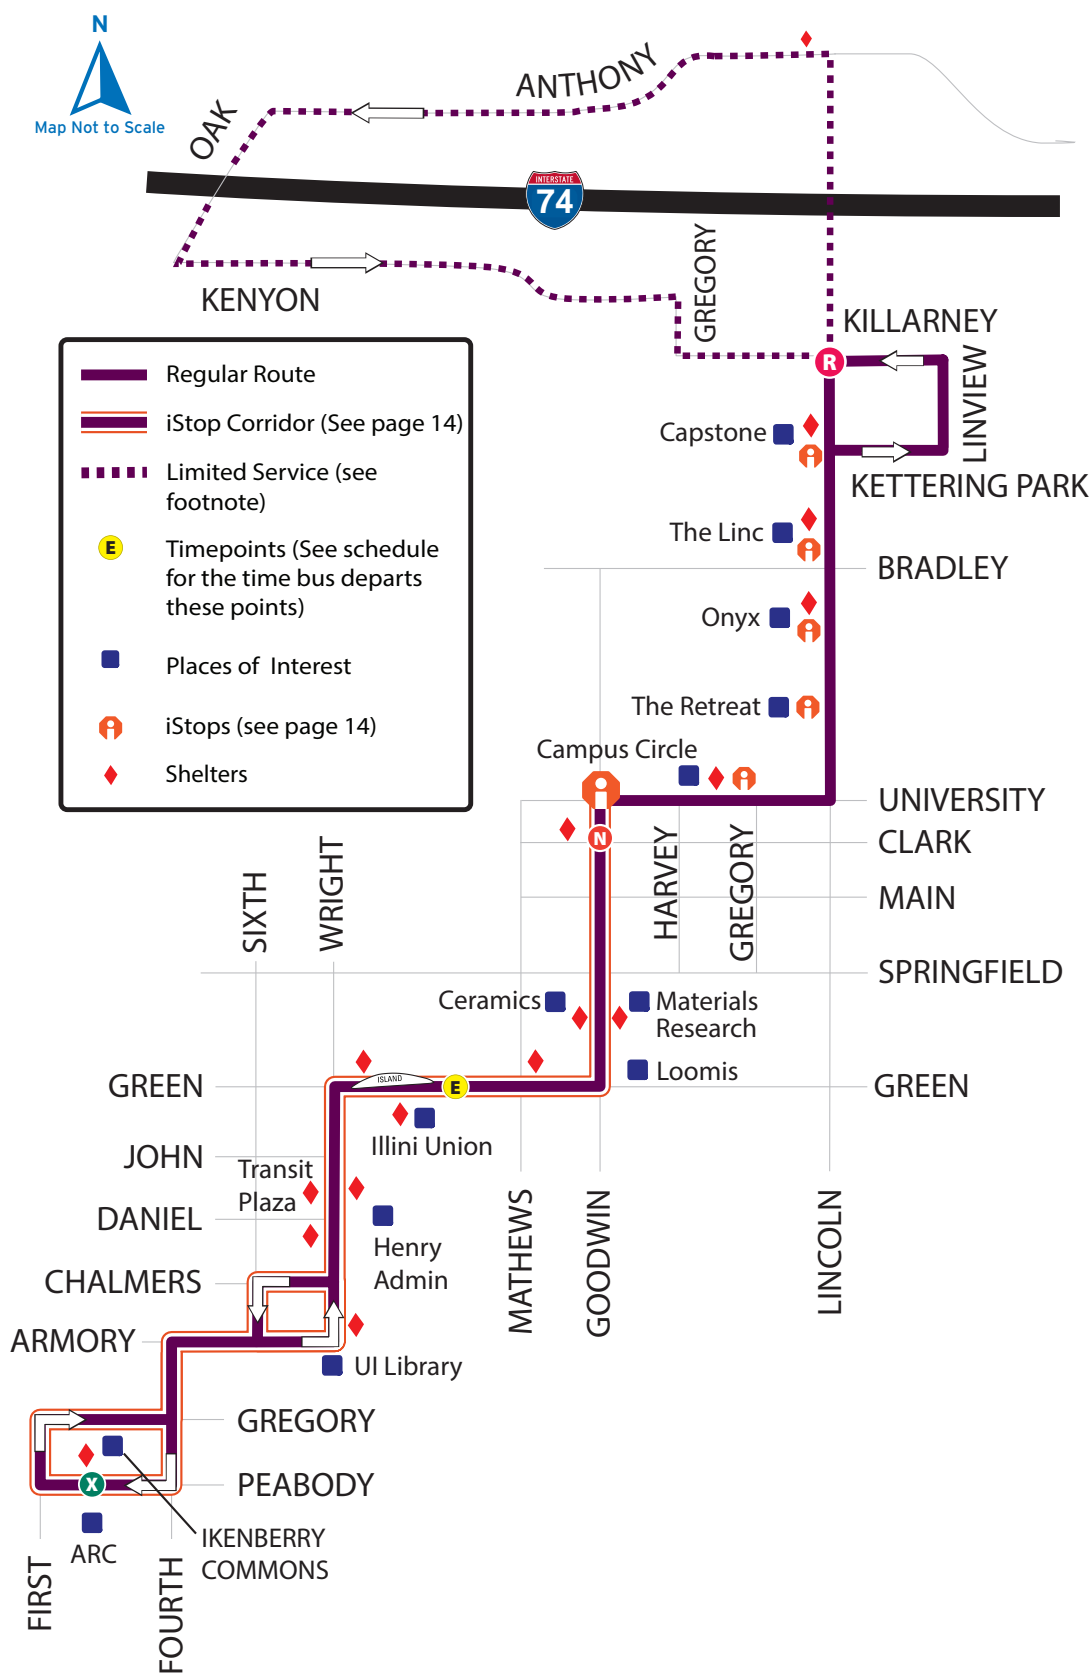 N
Map Not to Scale
OAK
ANTHONY
INTERSTATE
74
KENYON
GREGORY
KILLARNEY
R
LINVIEW
Capstone
KETTERING PARK
The Linc
BRADLEY
Onyx
The Retreat
Campus Circle
UNIVERSITY
N
CLARK
HARVEY
GREGORY
MAIN
SPRINGFIELD
Regular Route
iStop Corridor (See page 14)
Limited Service (see
footnote)
E
Timepoints (See schedule
for the time bus departs
these points)
Places of Interest
iStops (see page 14)
Shelters
SIXTH
WRIGHT
Ceramics
Materials
Research
Loomis
GREEN
ISLAND
E
GREEN
Illini Union
JOHN
Transit
Plaza
DANIEL
Henry
Admin
MATHEWS
GOODWIN
LINCOLN
CHALMERS
ARMORY
UI Library
GREGORY
X
PEABODY
ARC
IKENBERRY
COMMONS
FIRST
FOURTH